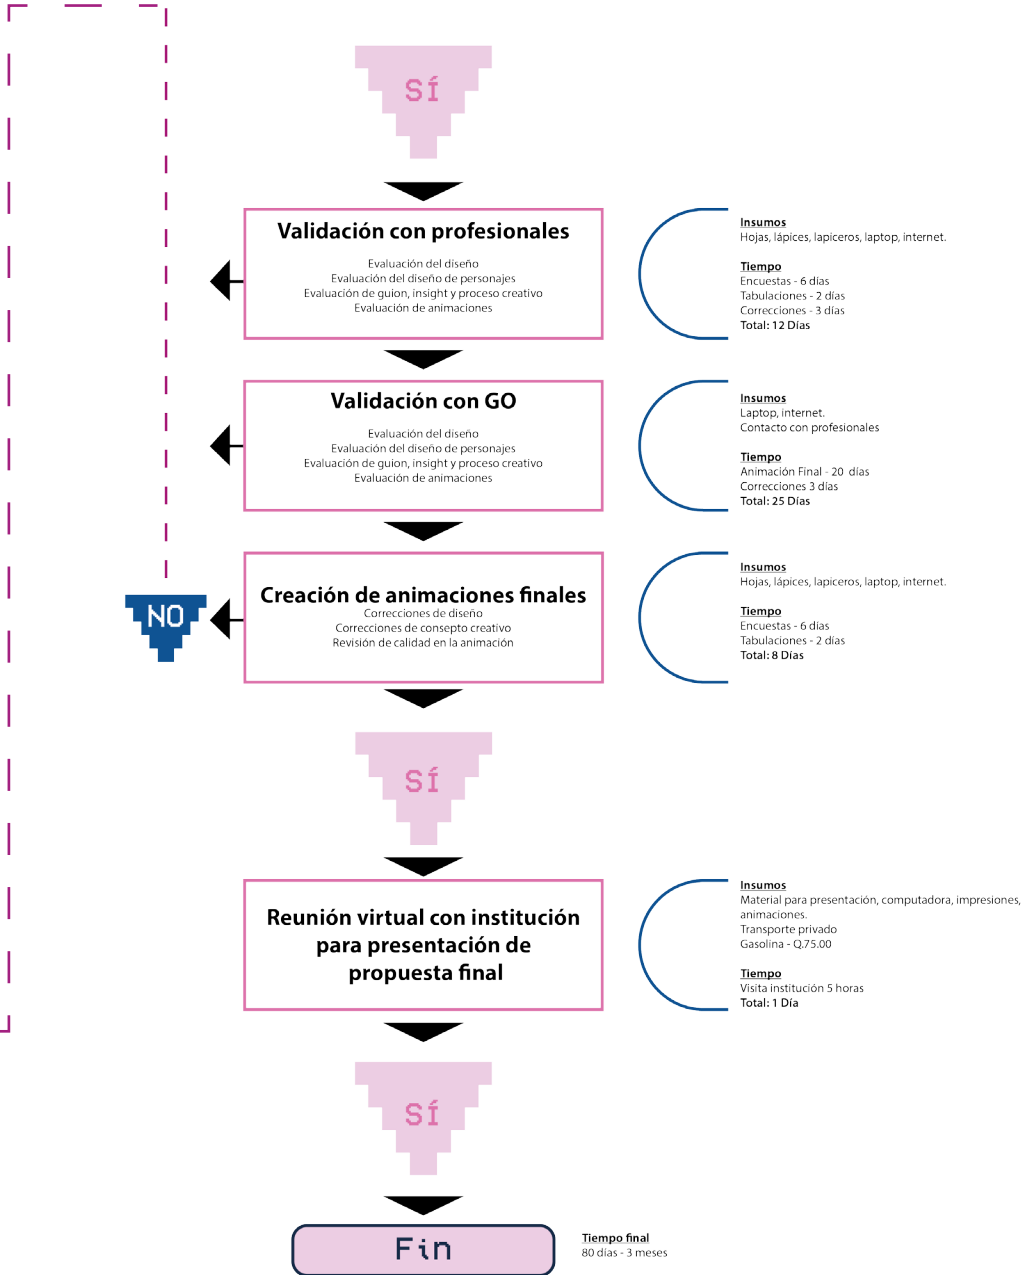 SÍ
Validación con profesionales
Evaluación del diseño
Evaluación del diseño de personajes
Evaluación de guion, insight y proceso creativo
Evaluación de animaciones
Insumos
Hojas, lápices, lapiceros, laptop, internet.
Tiempo
Encuestas - 6 días
Tabulaciones - 2 días
Correcciones - 3 días
Total: 12 Días
Validación con GO
Evaluación del diseño
Evaluación del diseño de personajes
Evaluación de guion, insight y proceso creativo
Evaluación de animaciones
Insumos
Laptop, internet.
Contacto con profesionales
Tiempo
Animación Final - 20 días
Correcciones 3 días
Total: 25 Días
NO
Creación de animaciones finales
Correcciones de diseño
Correcciones de consepto creativo
Revisión de calidad en la animación
Insumos
Hojas, lápices, lapiceros, laptop, internet.
Tiempo
Encuestas - 6 días
Tabulaciones - 2 días
Total: 8 Días
SÍ
Reunión virtual con institución
para presentación de
propuesta final
Insumos
Material para presentación, computadora, impresiones,
animaciones.
Transporte privado
Gasolina - Q.75.00
Tiempo
Visita institución 5 horas
Total: 1 Día
SÍ
Fin
Tiempo final
80 días - 3 meses